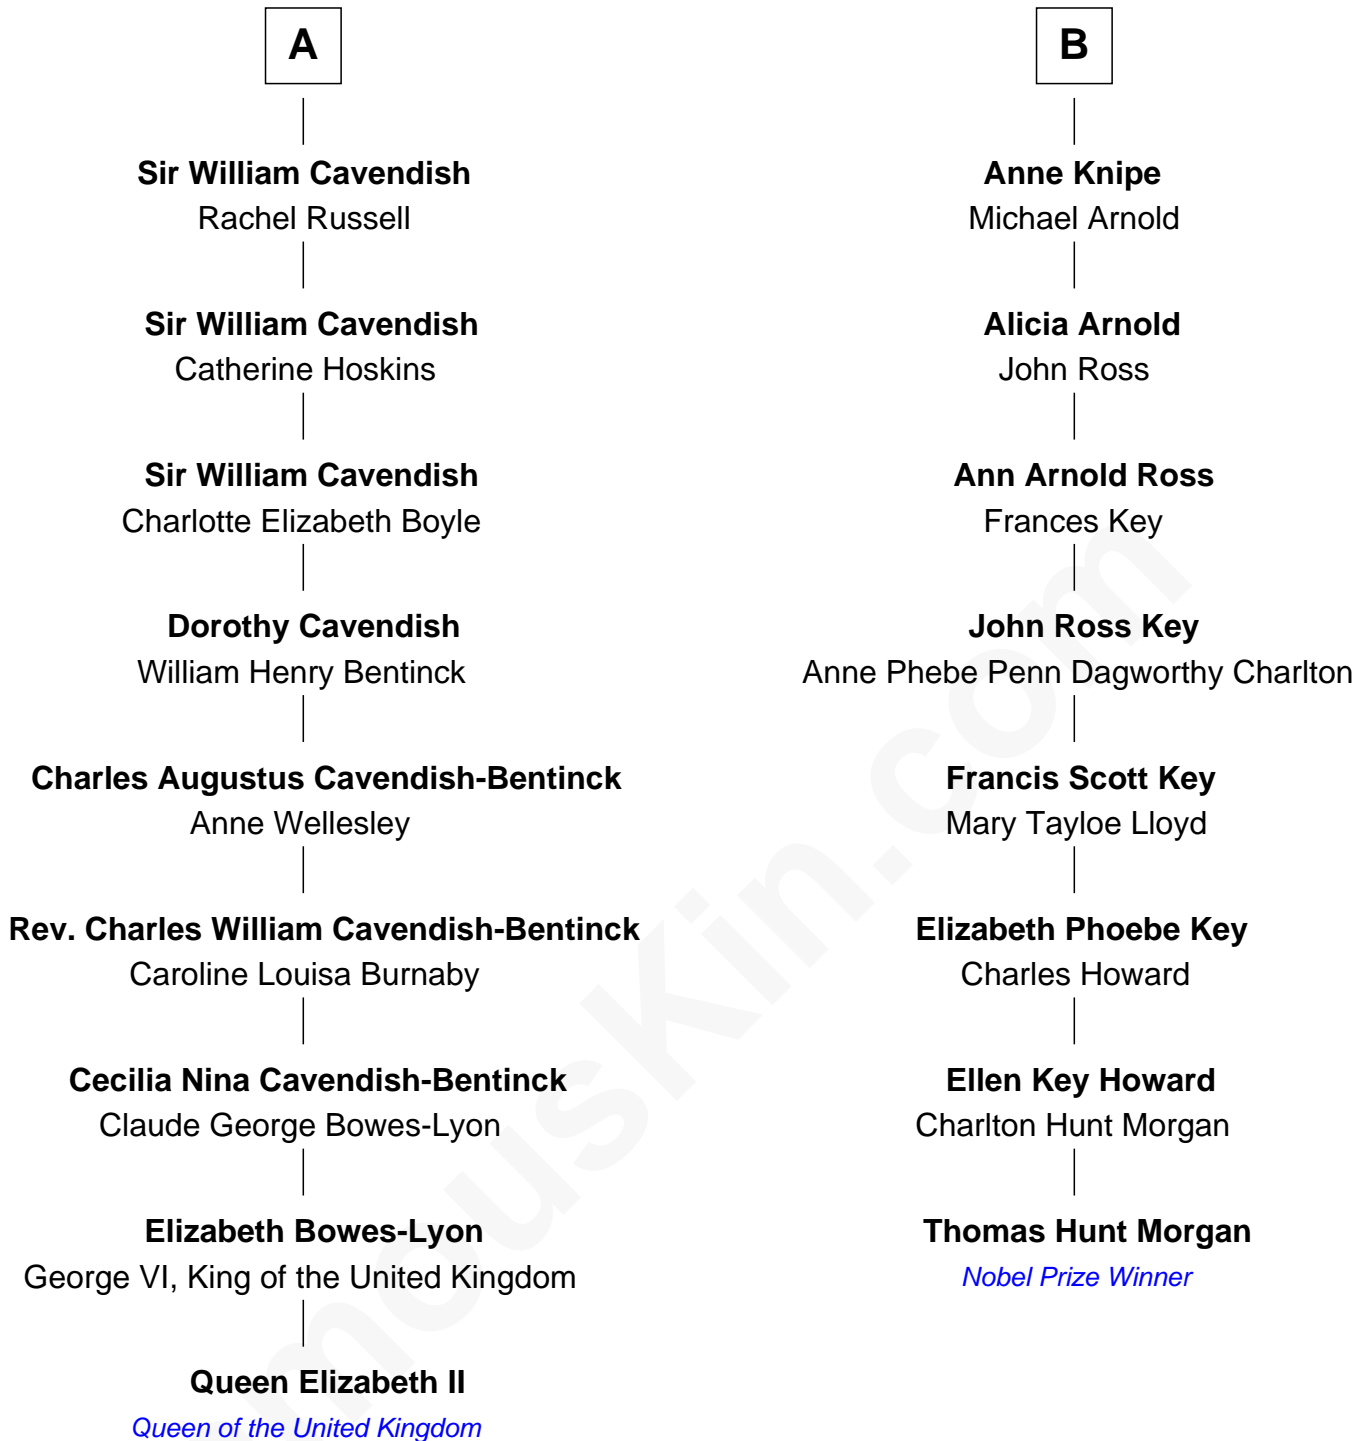 A
Sir William Cavendish
Rachel Russell
Sir William Cavendish
Catherine Hoskins
Sir William Cavendish
Charlotte Elizabeth Boyle
Dorothy Cavendish
William Henry Bentinck
Charles Augustus Cavendish-Bentinck
Anne Wellesley
Rev. Charles William Cavendish-Bentinck
Caroline Louisa Burnaby
Cecilia Nina Cavendish-Bentinck
Claude George Bowes-Lyon
Elizabeth Bowes-Lyon
George VI, King of the United Kingdom
Queen Elizabeth II
Queen of the United Kingdom
B
Anne Knipe
Michael Arnold
Alicia Arnold
John Ross
Ann Arnold Ross
Frances Key
John Ross Key
Anne Phebe Penn Dagworthy Charlton
Francis Scott Key
Mary Tayloe Lloyd
Elizabeth Phoebe Key
Charles Howard
Ellen Key Howard
Charlton Hunt Morgan
Thomas Hunt Morgan
Nobel Prize Winner
mousKin.com